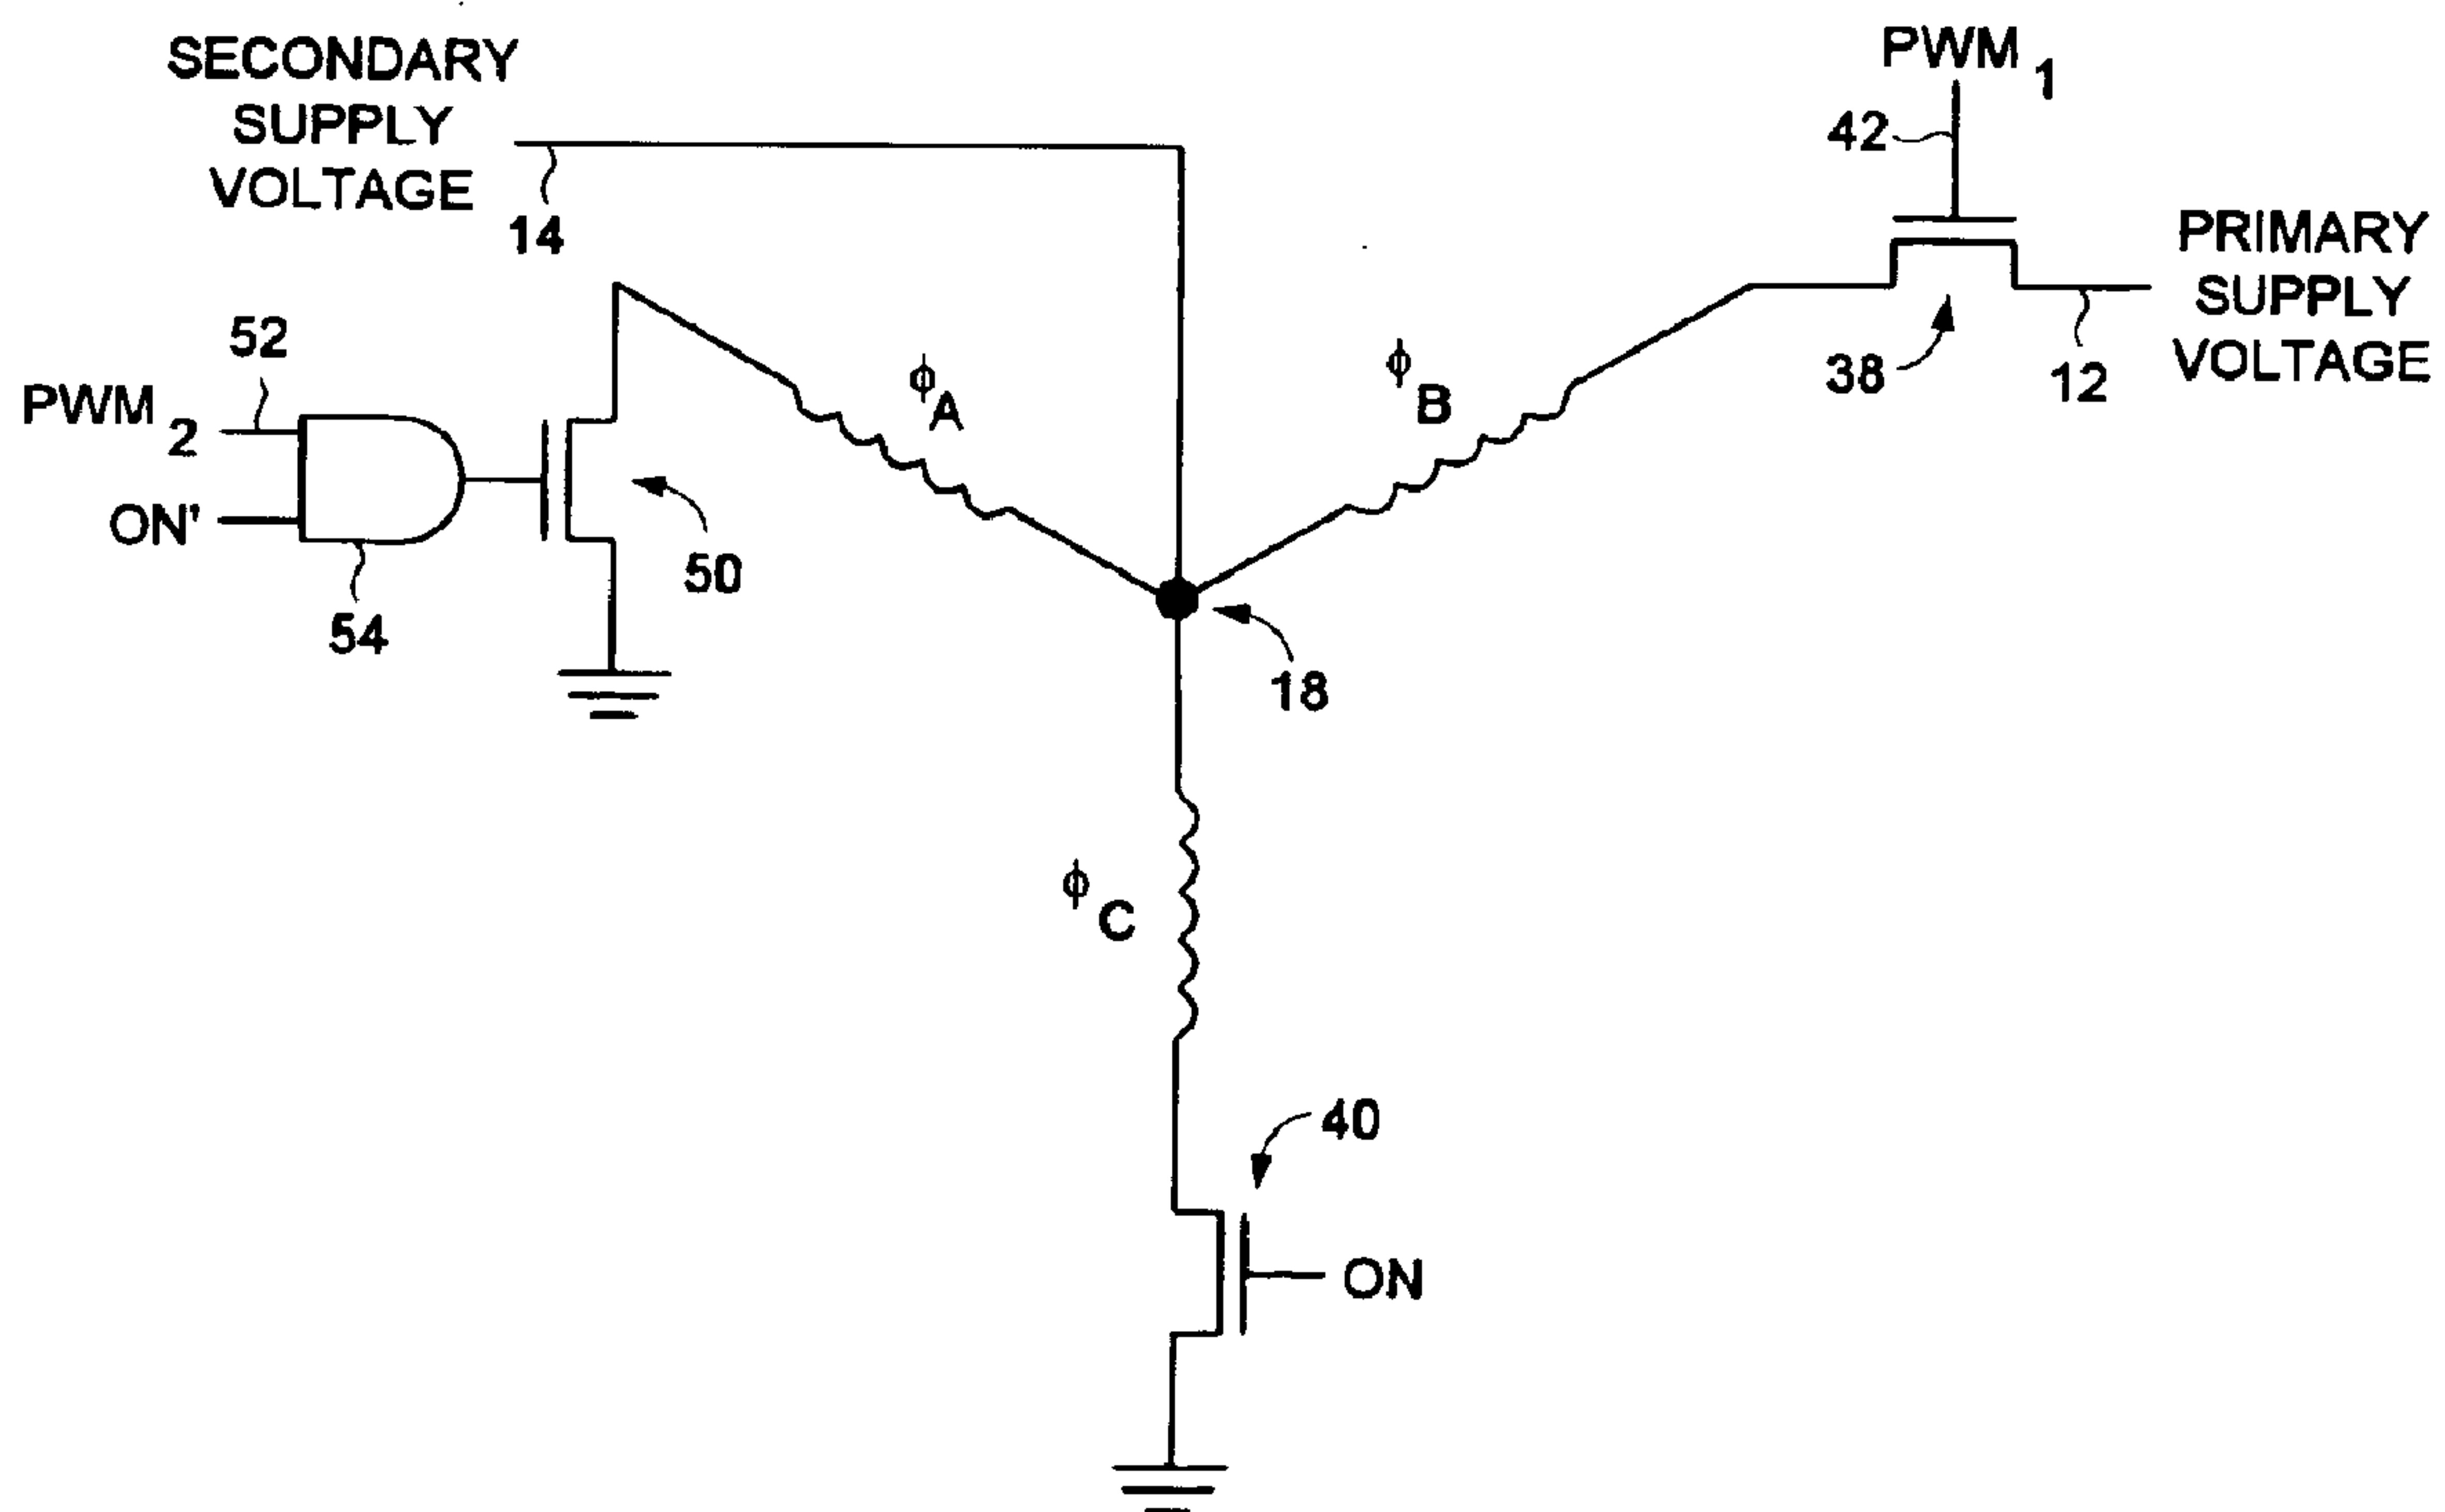 SECONDARY
SUPPLY
VOLTAGE
14
PWM 1
42
PRIMARY
SUPPLY
VOLTAGE
38
12
52
PWM 2
ON'
54
50
ϕA
ϕB
18
ϕC
40
ON